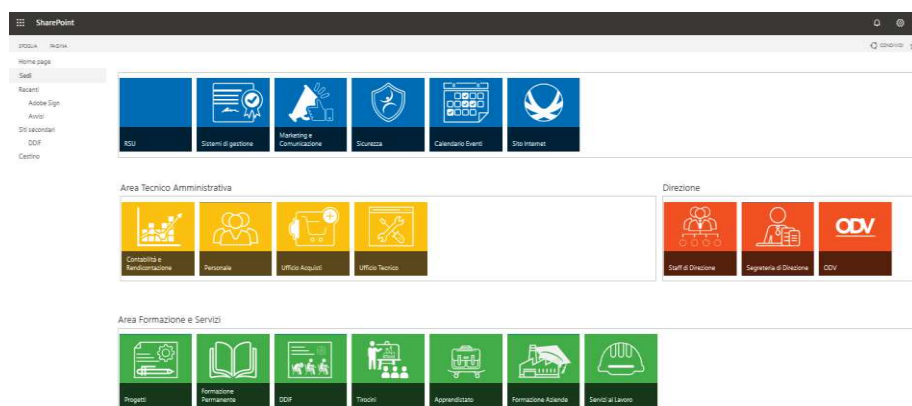 SharePoint
SFOGLIA PAGINA
CONDIVIDI
Home page
Sedi
Recenti
Adobe Sign
Avvisi
Siti secondari
DDIF
Cestino
RSU
Sistemi di gestione
Marketing e
Comunicazione
Sicurezza
Calendario Eventi
Sito Internet
Area Tecnico Amministrativa
Contabilità e
Rendicontazione
Personale
Ufficio Acquisti
Ufficio Tecnico
Direzione
Staff di Direzione
Segreteria di Direzione
ODV
ODV
Area Formazione e Servizi
Progetti
Formazione
Permanente
DDIF
Tirocini
Apprendistato
Formazione Aziende
Servizi al Lavoro